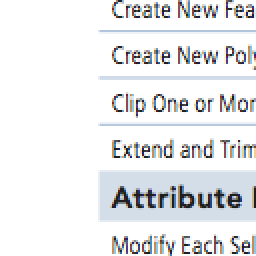 Create New Fea
Create New Poly
Clip One or Mor
Extend and Trim
Attribute
Modify Each Sel